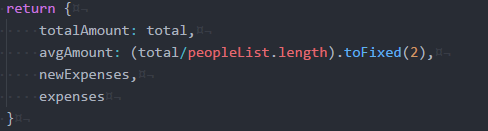 return {
    totalAmount: total,
    avgAmount: (total/peopleList.length).toFixed(2),
    newExpenses,
    expenses
}